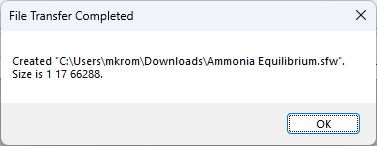 File Transfer Completed
Created "C:\Users\mkrom\Downloads\Ammonia Equilibrium.sfw".
Size is 1 17 66288.
OK